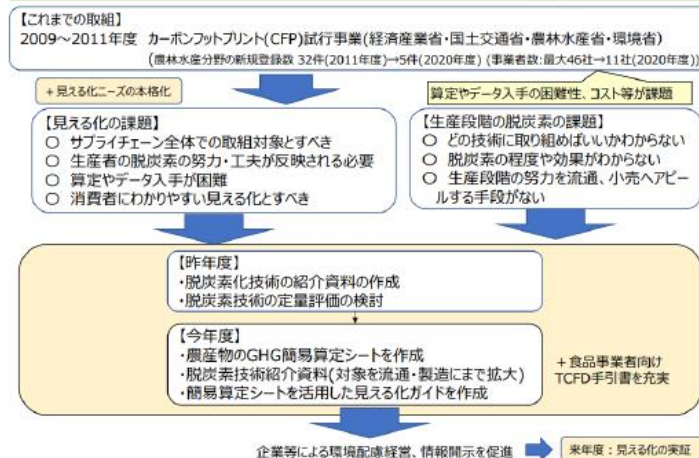 【これまでの取組】
2009～2011年度 カーボンフットプリント(CFP)試行事業(経済産業省・国土交通省・農林水産省・環境省)
(農林水産分野の新規登録数 32件(2011年度)→5件(2020年度) (事業者数:最大46社→11社(2020年度))
+見える化ニーズの本格化
算定やデータ入手の困難性、コスト等が課題
【見える化の課題】
○ サプライチェーン全体での取組対象とすべき
○ 生産者の脱炭素の努力・工夫が反映される必要
○ 算定やデータ入手が困難
○ 消費者にわかりやすい見える化とすべき
【生産段階の脱炭素の課題】
○ どの技術に取り組めばいいかわからない
○ 脱炭素の程度や効果がわからない
○ 生産段階の努力を流通、小売へアピー
ルする手段がない
【昨年度】
・脱炭素化技術の紹介資料の作成
・脱炭素技術の定量評価の検討
【今年度】
・農産物のGHG簡易算定シートを作成
・脱炭素技術紹介資料(対象を流通・製造にまで拡大)
・簡易算定シートを活用した見える化ガイドを作成
+食品事業者向け
TCFD手引書を充実
企業等による環境配慮経営、情報開示を促進
来年度：見える化の実証